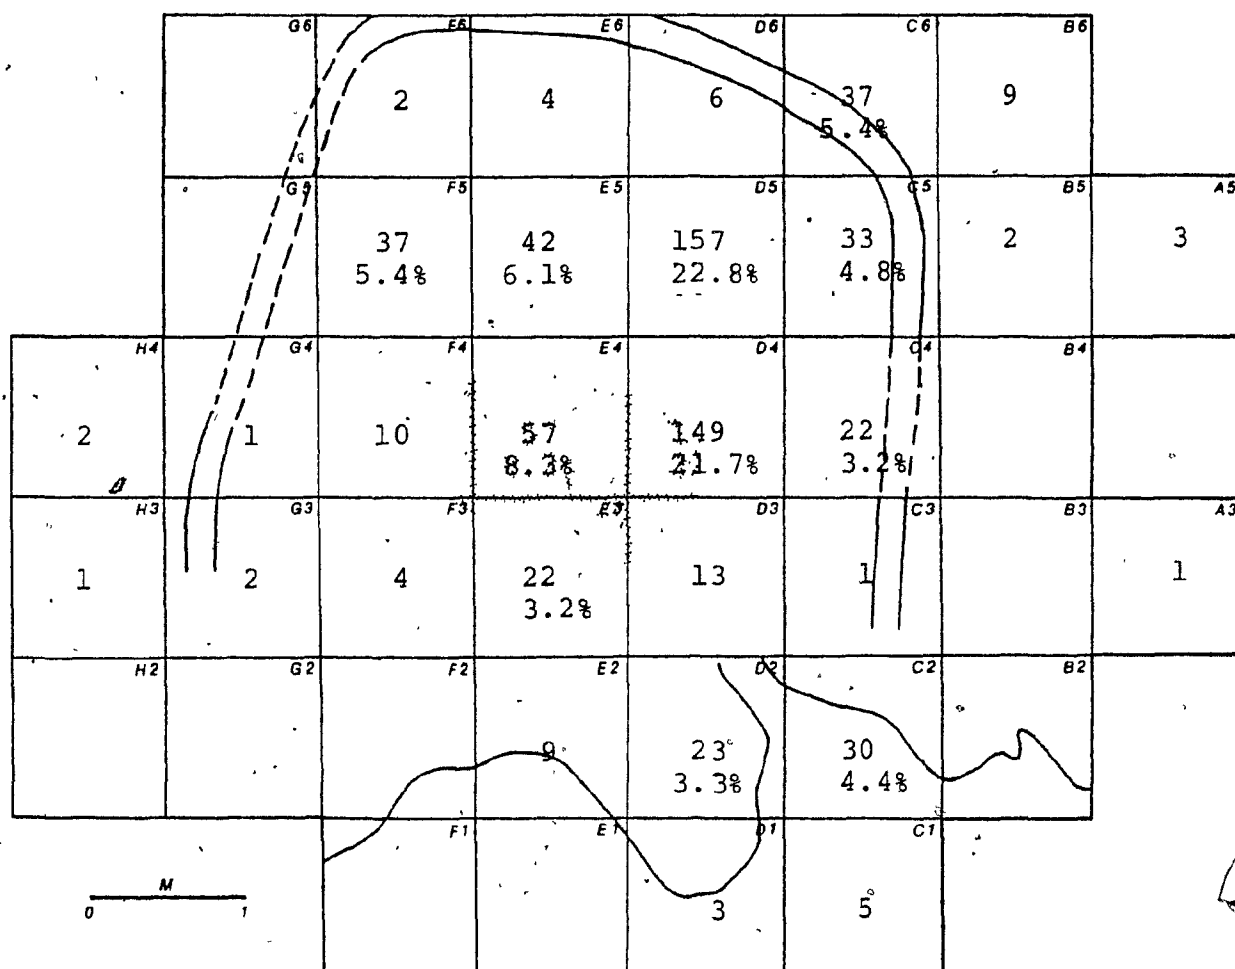 G6 F6 E6 D6 C6 B6
2 4 6 37 9
5.4%
G5 F5 E5 D5 C5 B5 A5
37 42 157 33 2 3
5.4% 6.1% 22.8% 4.8%
H4 G4 F4 E4 D4 C4 B4
2 1 10 57 149 22
8.3% 21.7% 3.2%
H3 G3 F3 E3 D3 C3 B3 A3
1 2 4 22 13 1 1
3.2%
H2 G2 F2 E2 D2 C2 B2
9 23 30
3.3% 4.4%
F1 E1 D1 C1
M
0 1
3 5